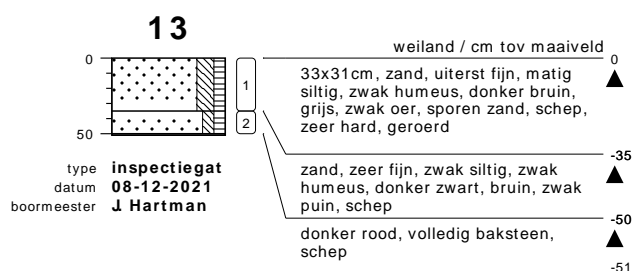 13
weiland / cm tov maaiveld
0
0
33x31cm, zand, uiterst fijn, matig
siltig, zwak humeus, donker bruin,
grijs, zwak oer, sporen zand, schep,
zeer hard, geroerd
1
2
50
-35
zand, zeer fijn, zwak siltig, zwak
humeus, donker zwart, bruin, zwak
puin, schep
type inspectiegat
datum 08-12-2021
boormeester J. Hartman
-50
donker rood, volledig baksteen,
schep
-51